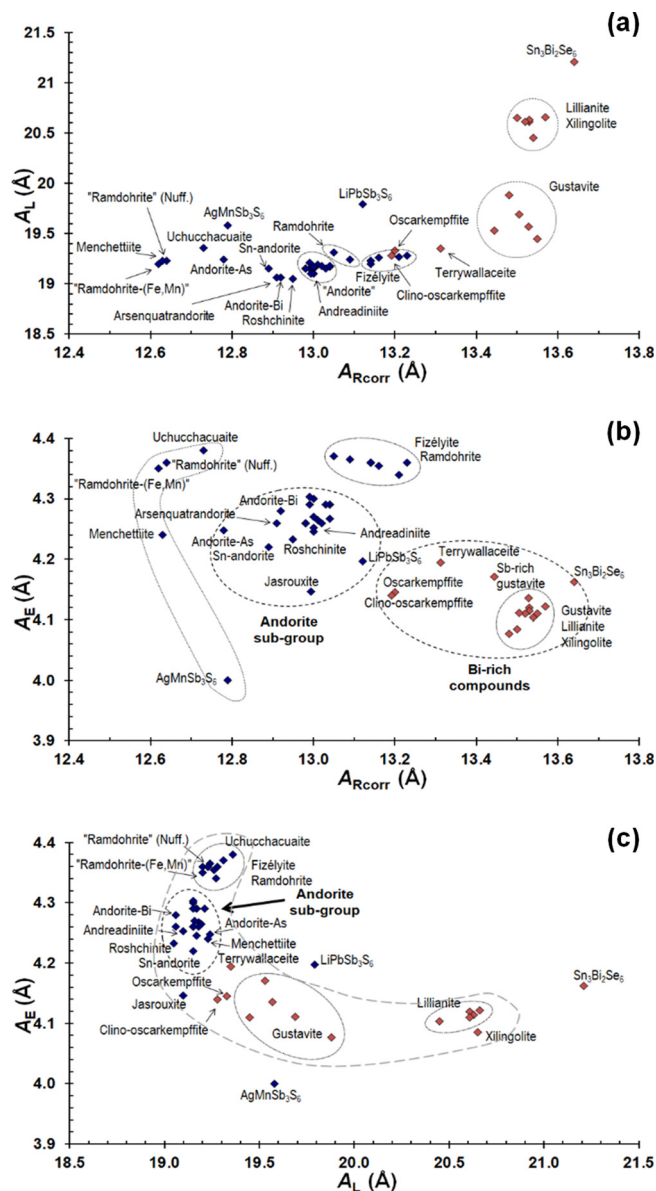 (a)
21.5
21.0
20.5
20.0
19.5
19.0
18.5
A_L (Å)
Sn₃Bi₂Se₆
Lillianite
Xilingolite
Gustavite
"Ramdohrite" (Nuff.)
AgMnSb₃S₆
LiPbSb₃S₆
Menchettiite
Uchucchacuaite
Sn-andorite
Ramdohrite
Oscarkempffite
"Ramdohrite-(Fe,Mn)"
Andorite-As
Fizélyite
Terrywallaceite
Arsenquatrandorite
"Andorite"
Clino-oscarkempffite
Andorite-Bi
Andreadiniite
Roshchinite
12.4 12.6 12.8 13.0 13.2 13.4 13.6 13.8
A_Rcorr (Å)
(b)
4.4
4.3
4.2
4.1
4.0
3.9
A_E (Å)
Uchucchacuaite
Fizélyite
Ramdohrite
"Ramdohrite" (Nuff.)
"Ramdohrite-(Fe,Mn)"
Andorite-Bi
Arsenquatrandorite
Menchettiite
Andorite-As
Andreadiniite
Sn-andorite
Roshchinite
LiPbSb₃S₆
Terrywallaceite
Sb-rich
gustavite
Sn₃Bi₂Se₆
Jasrouxite
Oscarkempffite
Clino-oscarkempffite
Gustavite
Lillianite
Xilingolite
Andorite
sub-group
Bi-rich
compounds
AgMnSb₃S₆
12.4 12.6 12.8 13.0 13.2 13.4 13.6 13.8
A_Rcorr (Å)
(c)
4.4
4.3
4.2
4.1
4.0
3.9
A_E (Å)
"Ramdohrite" (Nuff.)
Uchucchacuaite
"Ramdohrite-(Fe,Mn)"
Fizélyite
Ramdohrite
Andorite-Bi
Andorite
sub-group
Andreadiniite
Andorite-As
Roshchinite
Menchettiite
Sn-andorite
Terrywallaceite
LiPbSb₃S₆
Sn₃Bi₂Se₆
Oscarkempffite
Jasrouxite
Lillianite
Clino-oscarkempffite
Gustavite
Xilingolite
AgMnSb₃S₆
18.5 19.0 19.5 20.0 20.5 21.0 21.5
A_L (Å)